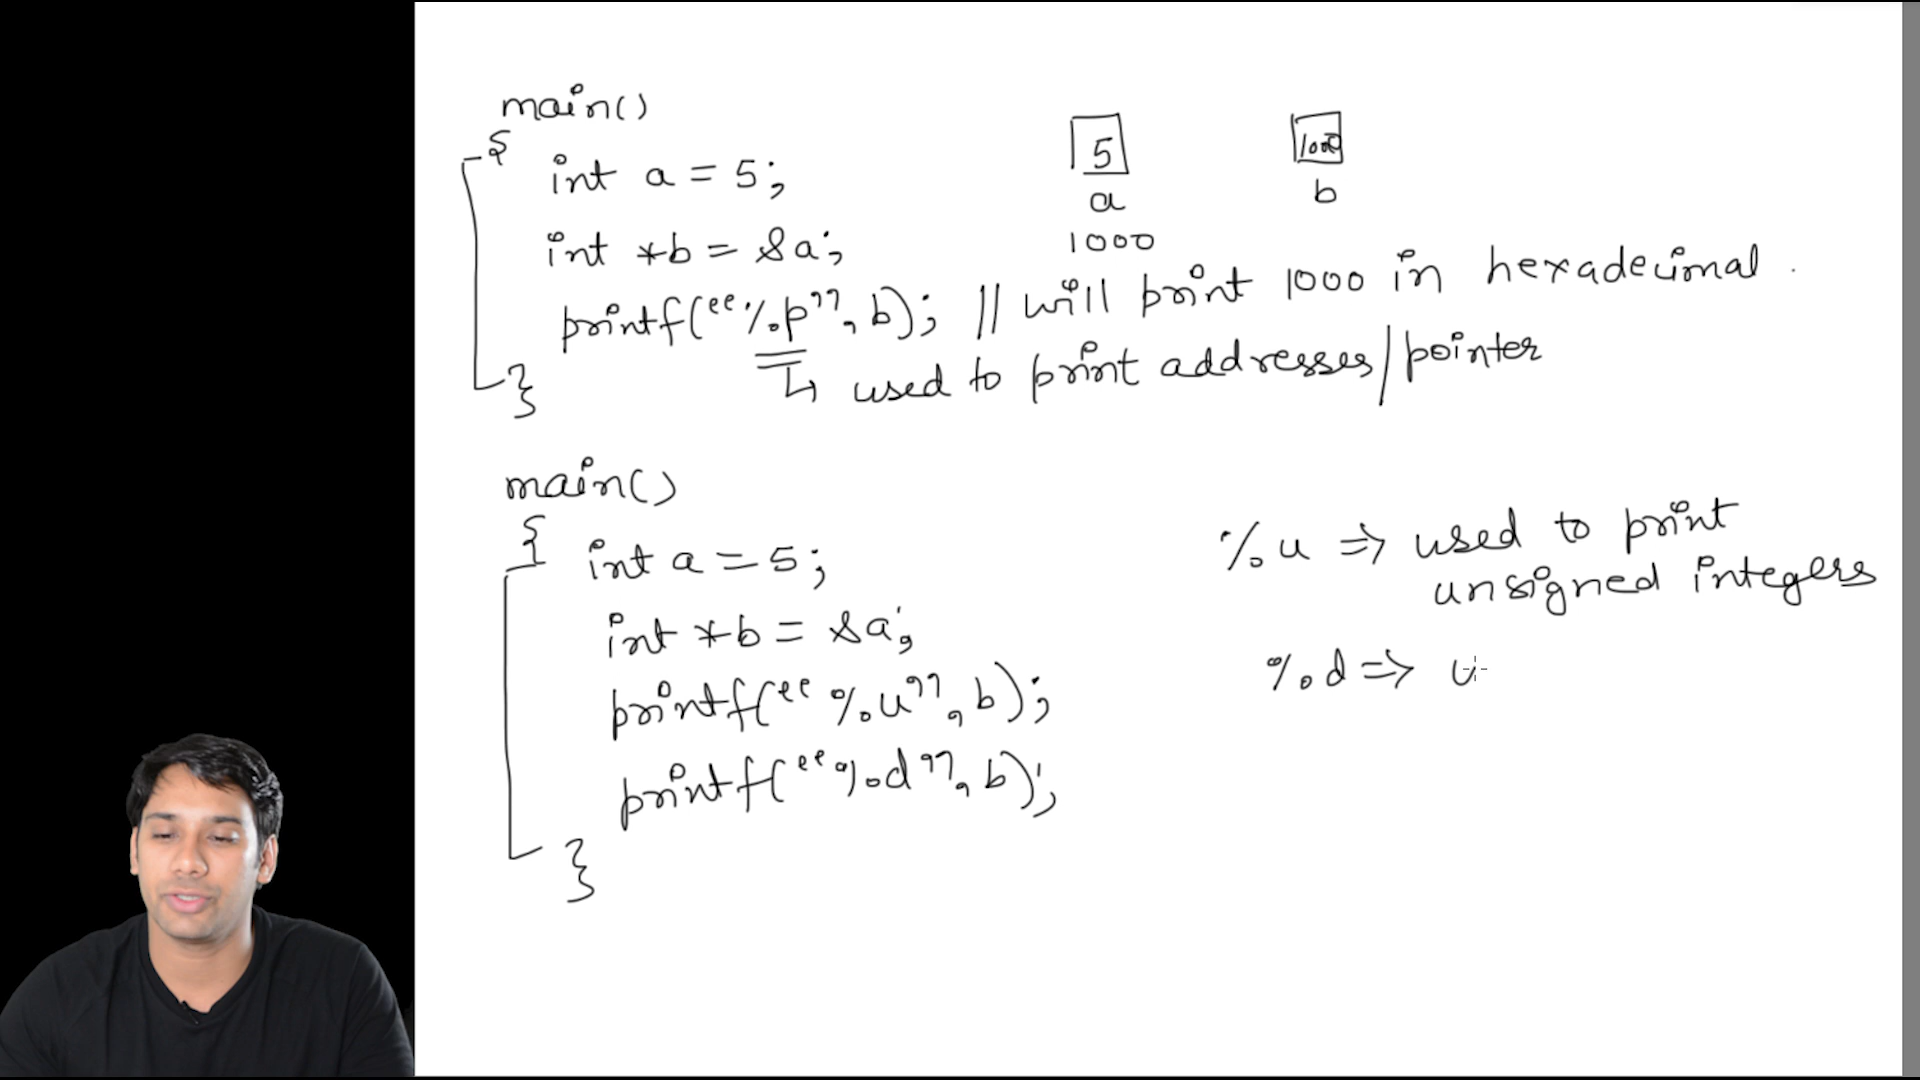 main()
{
int a = 5;
5
1000
a
b
1000
int *b = &a;
printf("%p", b); // will print 1000 in hexadecimal.
↳ used to print addresses/pointer
}
main()
{
int a = 5;
int *b = &a;
printf("%u", b);
printf("%d", b);
}
%u => used to print
unsigned integers
%d => u